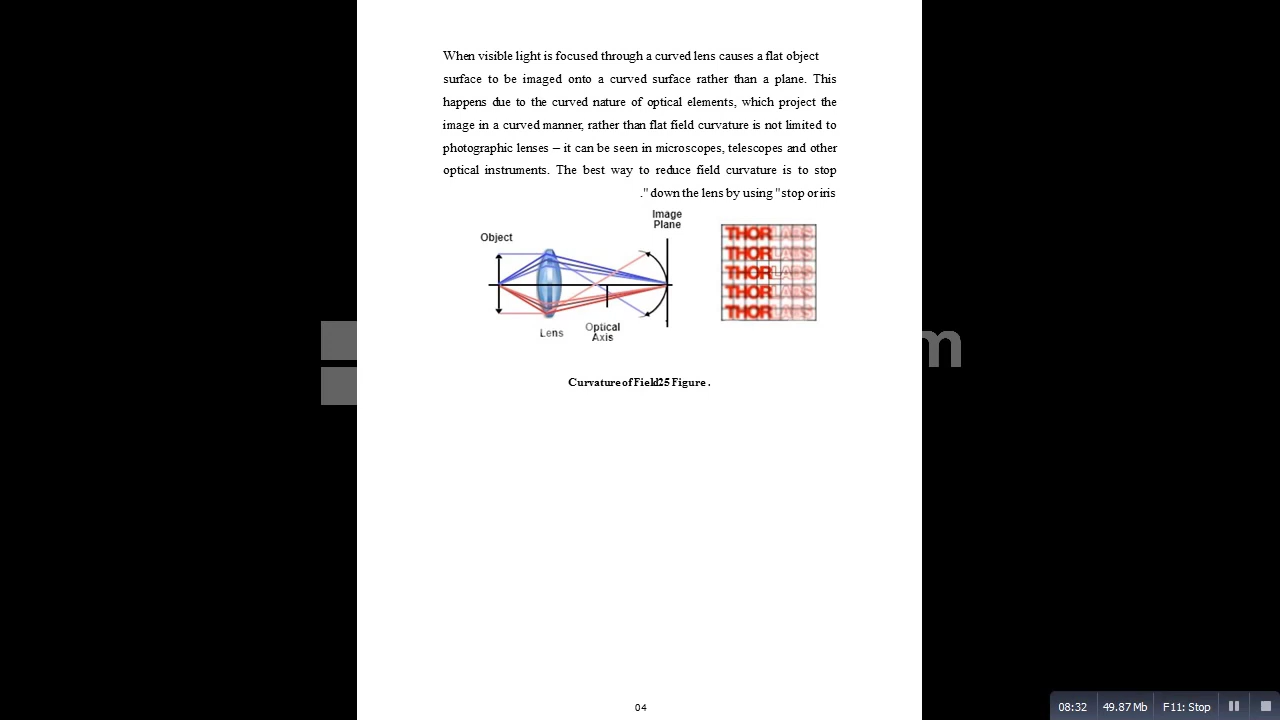 When visible light is focused through a curved lens causes a flat object
surface to be imaged onto a curved surface rather than a plane. This
happens due to the curved nature of optical elements, which project the
image in a curved manner, rather than flat field curvature is not limited to
photographic lenses – it can be seen in microscopes, telescopes and other
optical instruments. The best way to reduce field curvature is to stop
." down the lens by using "stop or iris
Image
Plane
Object
THORLABS
THORLABS
THORLABS
THORLABS
THORLABS
Lens
Optical
Axis
m
Curvature of Field25 Figure .
04
08:32 49.87 Mb F11: Stop